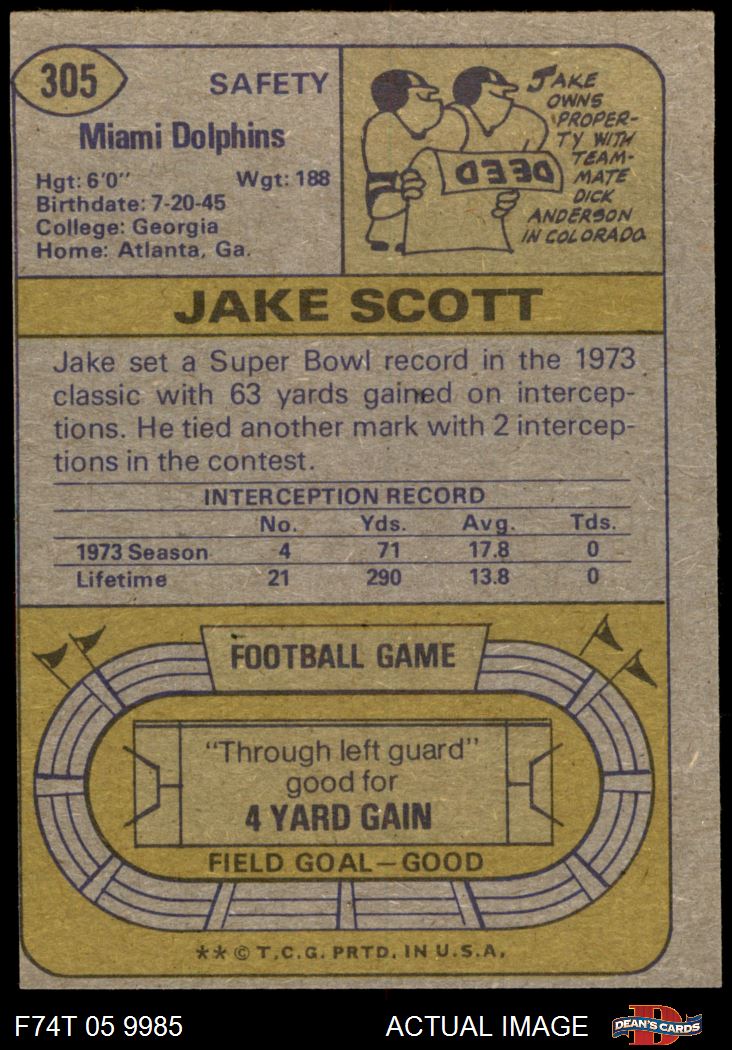 305
SAFETY
Miami Dolphins
Hgt: 6'0" Wgt: 188
Birthdate: 7-20-45
College: Georgia
Home: Atlanta, Ga.
JAKE
OWNS
PROPER-
TY WITH
TEAM-
MATE
DICK
ANDERSON
IN COLORADO
DEED
JAKE SCOTT
Jake set a Super Bowl record in the 1973
classic with 63 yards gained on intercep-
tions. He tied another mark with 2 intercep-
tions in the contest.
INTERCEPTION RECORD
No. Yds. Avg. Tds.
1973 Season 4 71 17.8 0
Lifetime 21 290 13.8 0
FOOTBALL GAME
"Through left guard"
good for
4 YARD GAIN
FIELD GOAL—GOOD
** © T.C.G. PRTD. IN U.S.A.
F74T 05 9985 ACTUAL IMAGE
D
DEAN'S CARDS